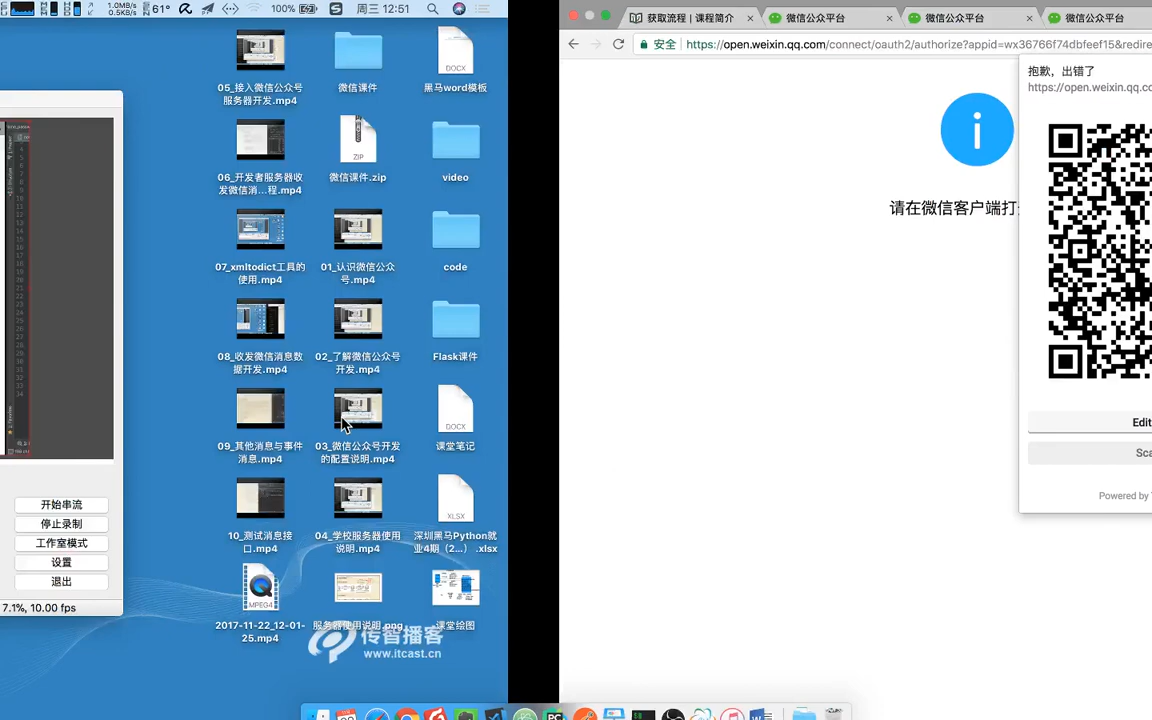 1.0MB/s
0.5KB/s
61°
100%
周三 12:51
05_接入微信公众号
服务器开发.mp4
微信课件
DOCX
黑马word模板
06_开发者服务器收
发微信消...程.mp4
ZIP
微信课件.zip
video
07_xmltodict工具的
使用.mp4
01_认识微信公众
号.mp4
code
08_收发微信消息数
据开发.mp4
02_了解微信公众号
开发.mp4
Flask课件
09_其他消息与事件
消息.mp4
03_微信公众号开发
的配置说明.mp4
DOCX
课堂笔记
10_测试消息接
口.mp4
04_学校服务器使用
说明.mp4
XLSX
深圳黑马Python就
业4期（2...） .xlsx
MPEG4
2017-11-22_12-01-
25.mp4
服务器使用说明.png
课堂绘图
传智播客
www.itcast.cn
开始串流
停止录制
工作室模式
设置
退出
7.1%, 10.00 fps
获取流程 | 课程简介
微信公众平台
微信公众平台
微信公众平台
安全
https://open.weixin.qq.com/connect/oauth2/authorize?appid=wx36766f74dbfeef15&redire
抱歉，出错了
https://open.weixin.qq.co
请在微信客户端打
Edit
Sca
Powered by